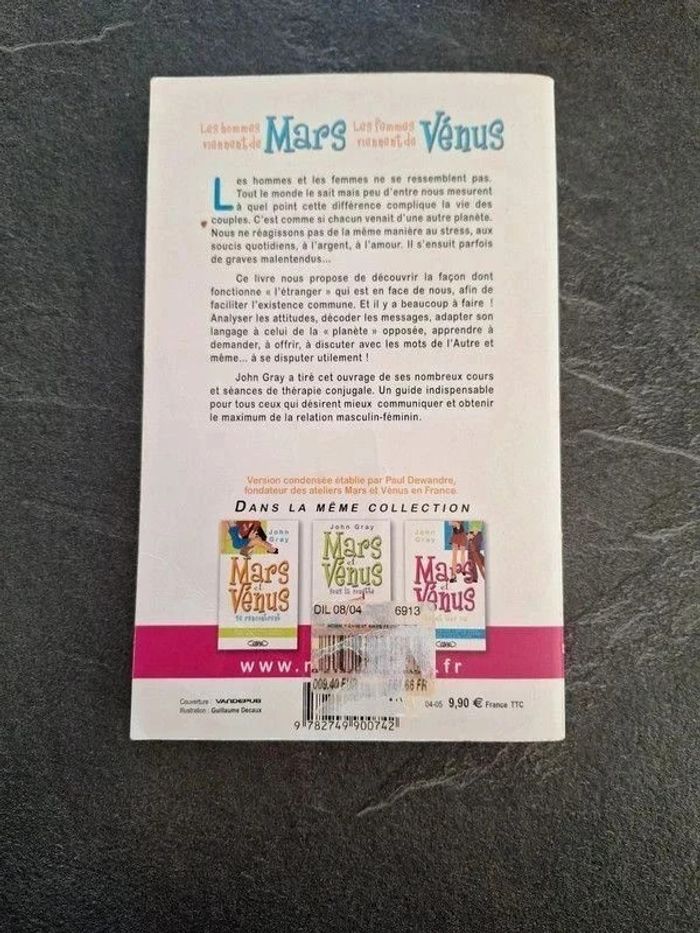 Les hommes viennent de Mars Les femmes viennent de Vénus
Les hommes et les femmes ne se ressemblent pas.
Tout le monde le sait mais peu d'entre nous mesurent
à quel point cette différence complique la vie des
couples. C'est comme si chacun venait d'une autre planète.
Nous ne réagissons pas de la même manière au stress, aux
soucis quotidiens, à l'argent, à l'amour. Il s'ensuit parfois
de graves malentendus...
Ce livre nous propose de découvrir la façon dont
fonctionne « l'étranger » qui est en face de nous, afin de
faciliter l'existence commune. Et il y a beaucoup à faire !
Analyser les attitudes, décoder les messages, adapter son
langage à celui de la « planète » opposée, apprendre à
demander, à offrir, à discuter avec les mots de l'Autre et
même... à se disputer utilement !
John Gray a tiré cet ouvrage de ses nombreux cours
et séances de thérapie conjugale. Un guide indispensable
pour tous ceux qui désirent mieux communiquer et obtenir
le maximum de la relation masculin-féminin.
Version condensée établie par Paul Dewandre,
fondateur des ateliers Mars et Vénus en France.
DANS LA MÊME COLLECTION
John Gray
Mars et Vénus
se rencontrent
John Gray
Mars et Vénus
sous la couette
John Gray
Mars et Vénus
DIL 08/04 6913
www. .fr
009.40 EUR .66 FR
Couverture : VANDEPUB
Illustration : Guillaume Decaux
04-05 9,90 € France TTC
9 782749 900742